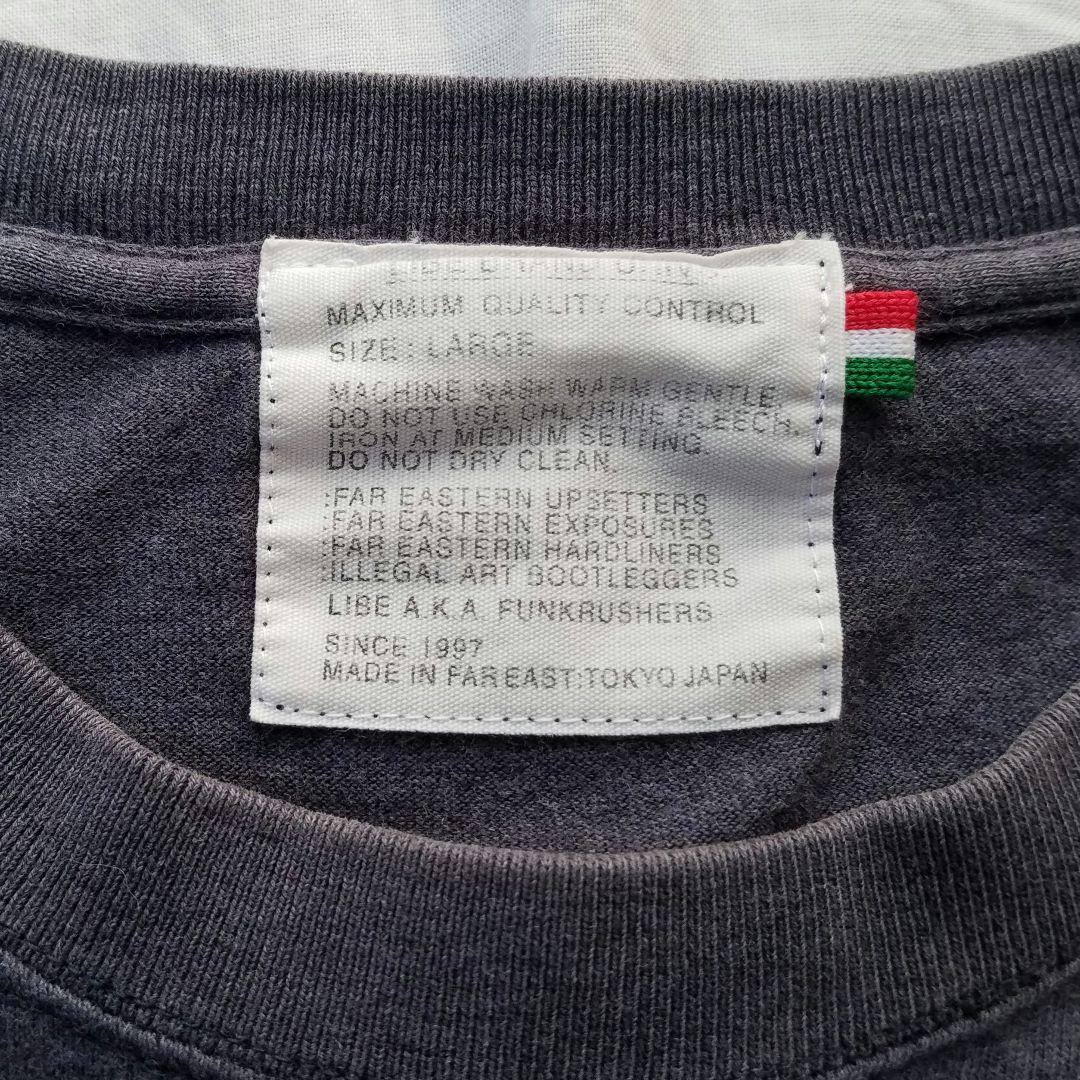 MAXIMUM QUALITY CONTROL
SIZE : LARGE
MACHINE WASH WARM GENTLE.
DO NOT USE CHLORINE BLEECH.
IRON AT MEDIUM SETTING.
DO NOT DRY CLEAN.
:FAR EASTERN UPSETTERS
:FAR EASTERN EXPOSURES
:FAR EASTERN HARDLINERS
:ILLEGAL ART BOOTLEGGERS
LIBE A.K.A. FUNKRUSHERS
SINCE 1997
MADE IN FAR EAST:TOKYO JAPAN